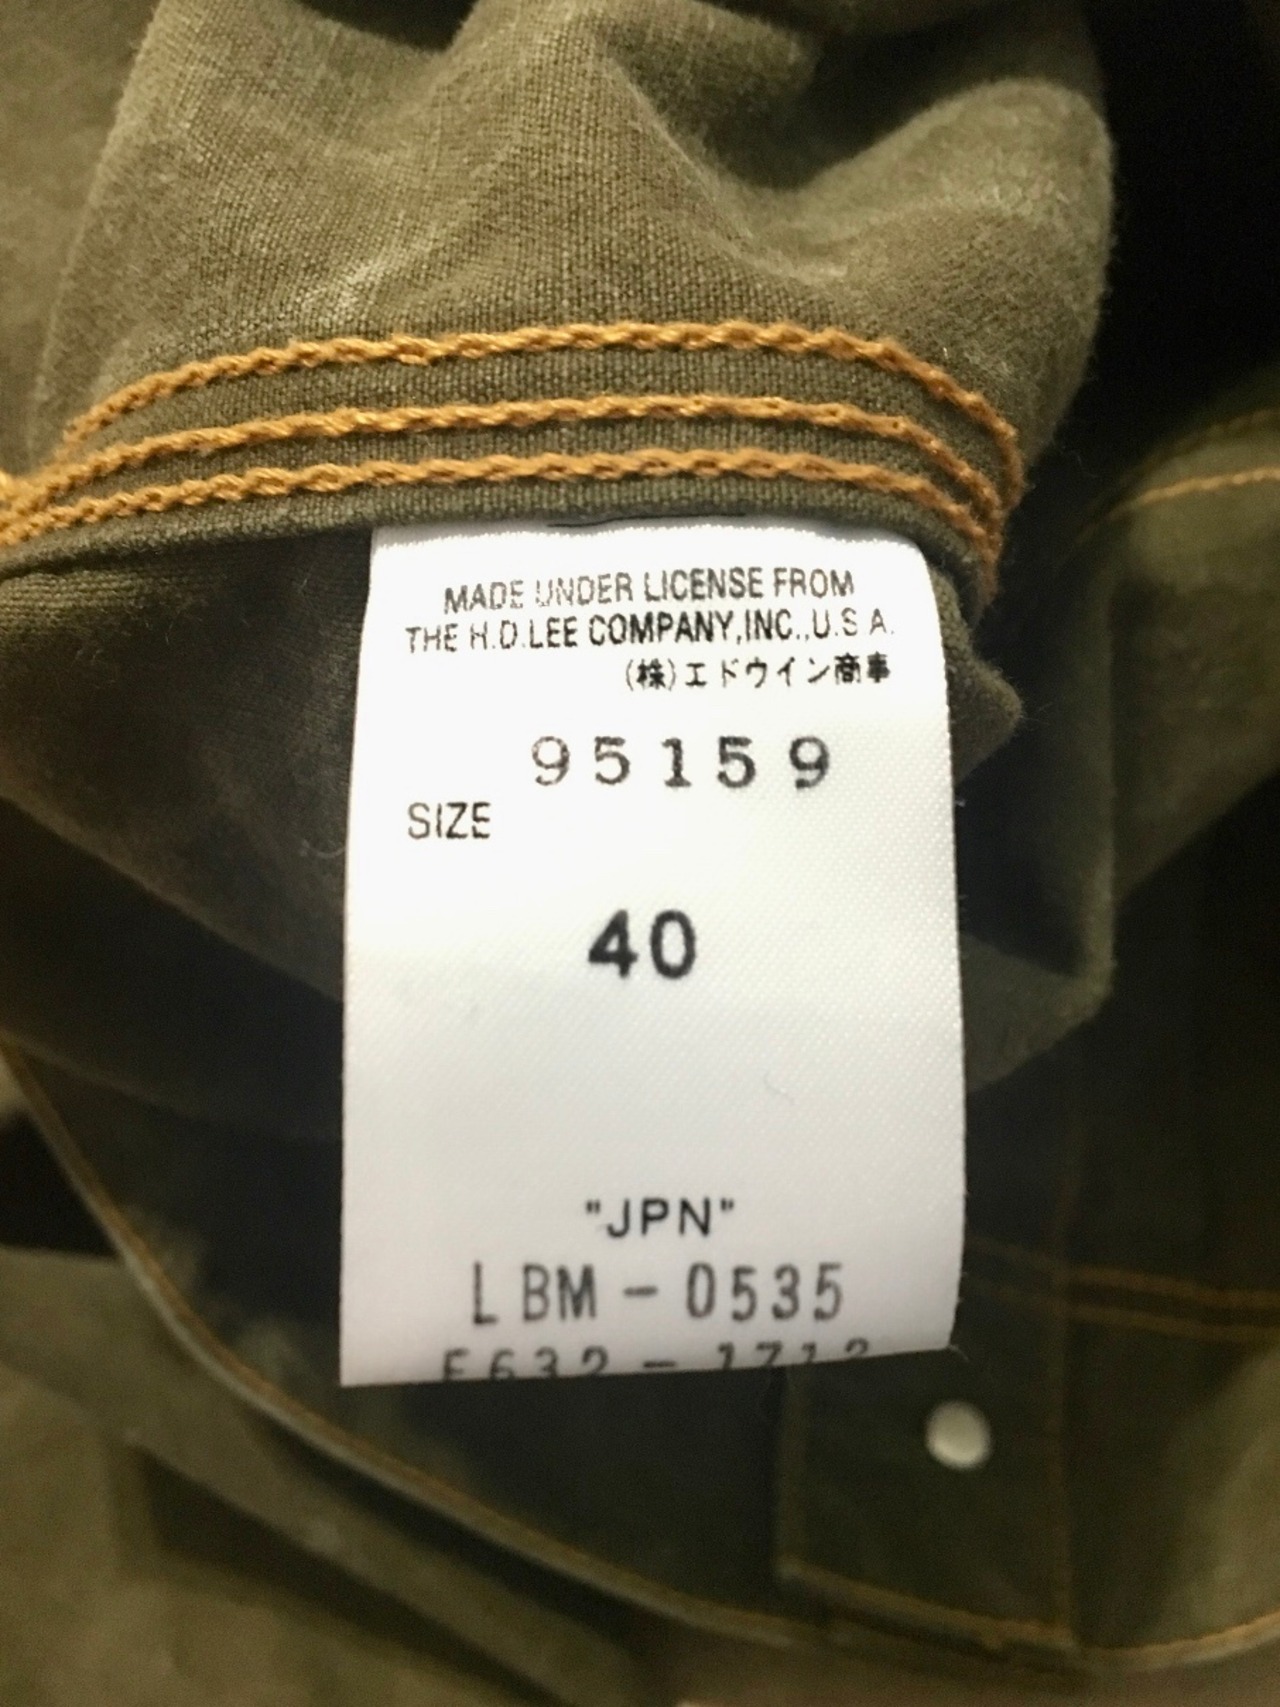 MADE UNDER LICENSE FROM
THE H.D.LEE COMPANY,INC.,U.S.A.
(株)エドウイン商事
95159
SIZE
40
"JPN"
LBM-0535